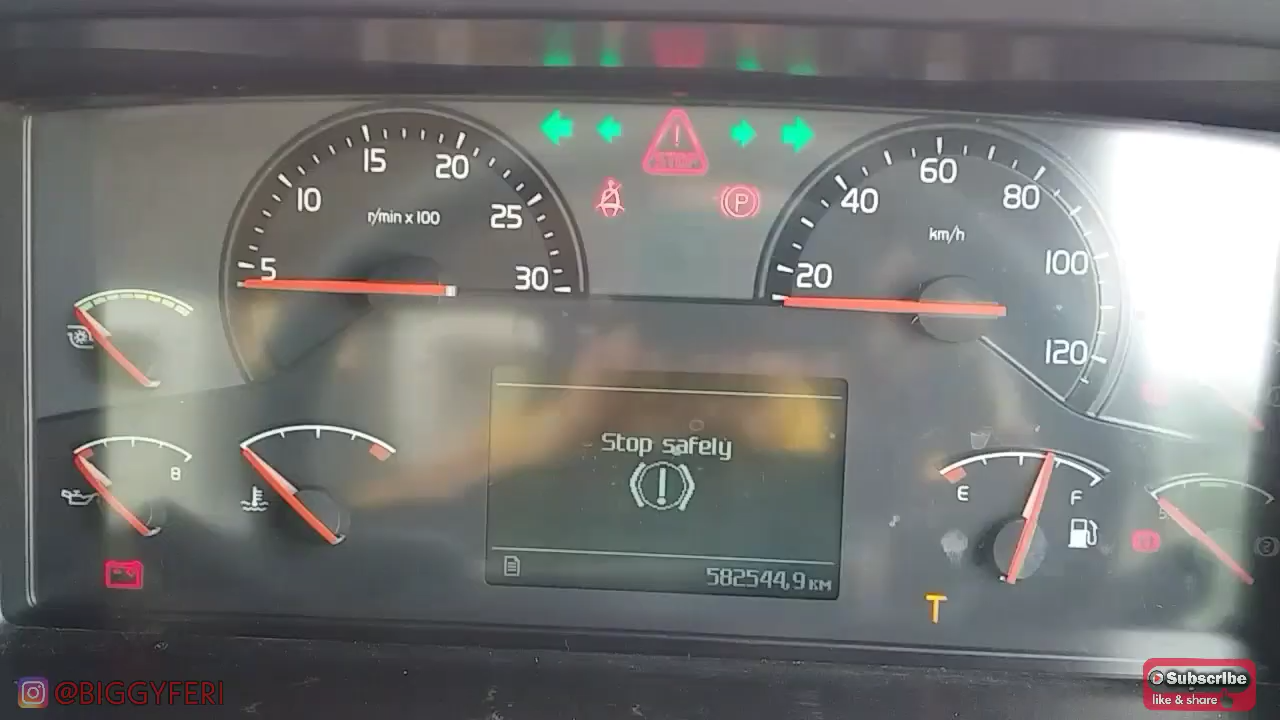 STOP
5
10
15
20
25
30
r/min x 100
P
20
40
60
80
100
120
km/h
8
Stop safely
582544,9 KM
E
F
T
@BIGGYFERI
Subscribe
like & share